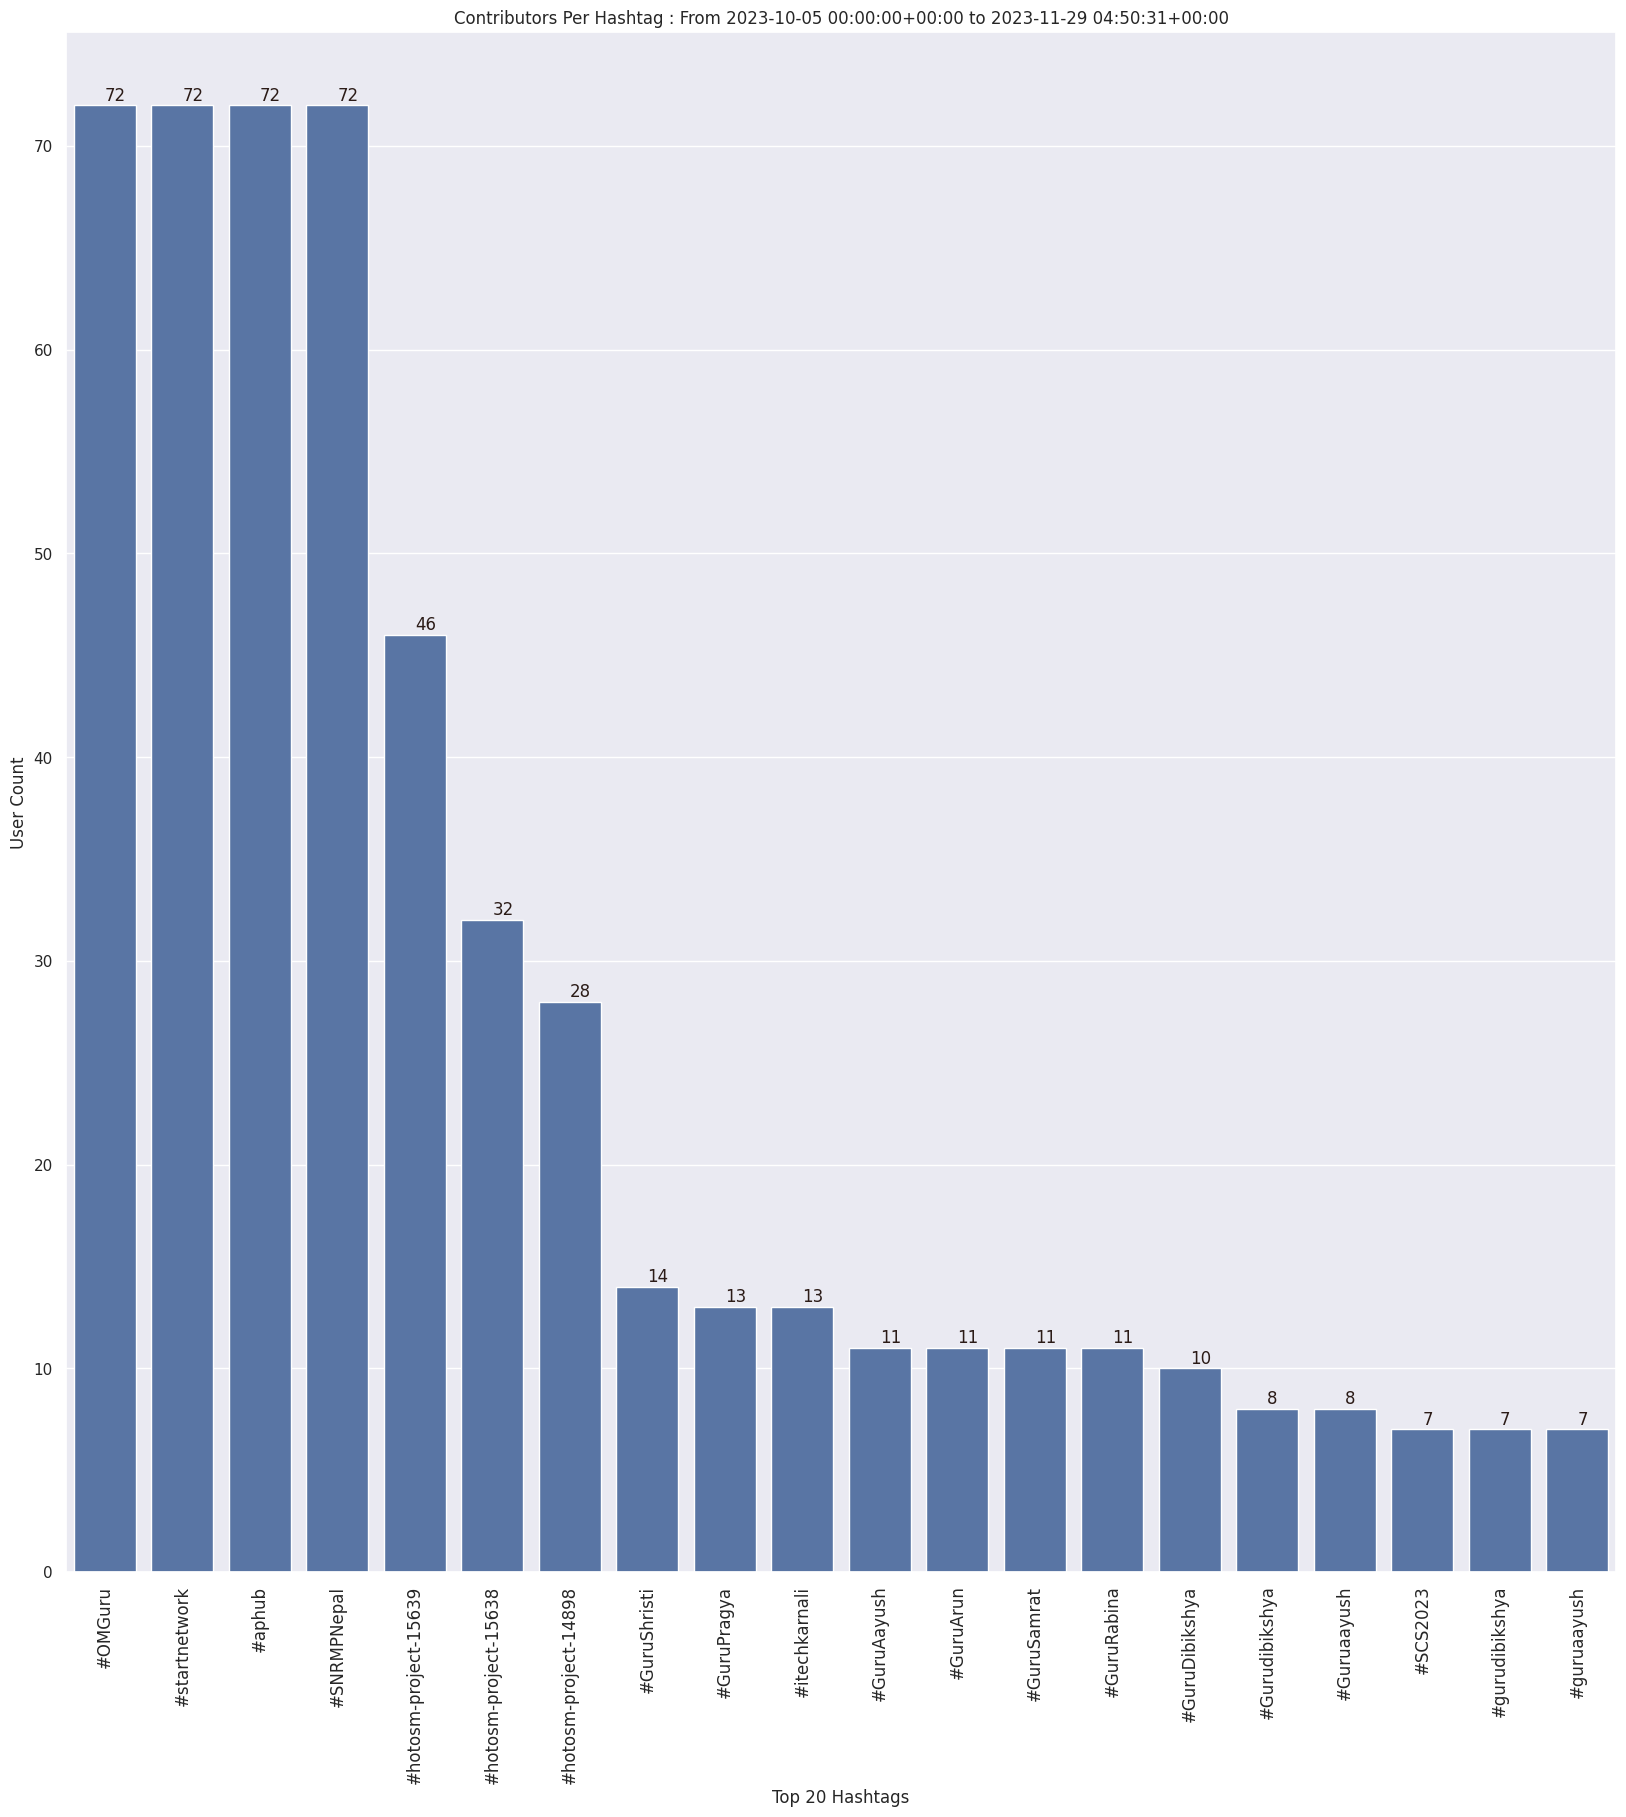 Contributors Per Hashtag : From 2023-10-05 00:00:00+00:00 to 2023-11-29 04:50:31+00:00
72
72
72
72
46
32
28
14
13
13
11
11
11
11
10
8
8
7
7
7
User Count
70
60
50
40
30
20
10
0
#OMGuru
#startnetwork
#aphub
#SNRMPNepal
#hotosm-project-15639
#hotosm-project-15638
#hotosm-project-14898
#GuruShristi
#GuruPragya
#itechkarnali
#GuruAayush
#GuruArun
#GuruSamrat
#GuruRabina
#GuruDibikshya
#Gurudibikshya
#Guruaayush
#SCS2023
#gurudibikshya
#guruaayush
Top 20 Hashtags